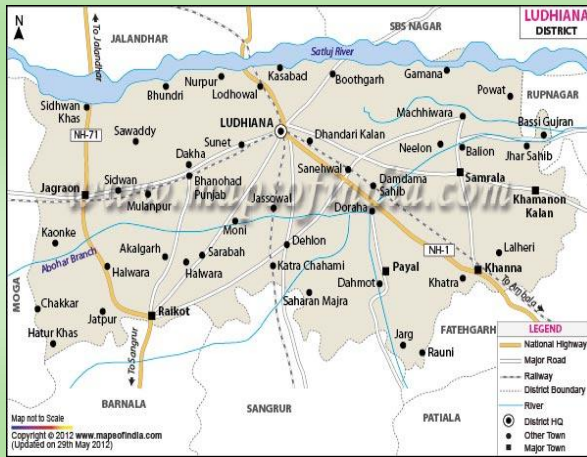 N
LUDHIANA
DISTRICT
To Jalandhar
JALANDHAR
SBS NAGAR
Satluj River
Kasabad
Nurpur
Boothgarh
Gamana
Bhundri
Lodhowal
Powat
RUPNAGAR
Sidhwan
Khas
Machhiwara
LUDHIANA
Bassi Gujran
NH-71
Sawaddy
Sunet
Dhandari Kalan
Neelon
Balion
Jhar Sahib
Dakha
Sanehwal
Samrala
Jagraon
Sidwan
Bhanohad
Punjab
Damdama
Sahib
Khamanon
Kalan
Mulanpur
Jassowal
www.mapsofindia.com
Doraha
Moni
Kaonke
Akalgarh
Sarabah
Dehlon
NH-1
Lalheri
Abohar Branch
Halwara
Halwara
Katra Chahami
Payal
Khanna
Khatra
To Ambala
MOGA
Saharan Majra
Dahmot
Chakkar
Jatpur
Raikot
Hatur Khas
Jarg
Rauni
FATEHGARH
To Sangrur
BARNALA
SANGRUR
PATIALA
LEGEND
National Highway
Major Road
Railway
District Boundary
River
District HQ
Other Town
Major Town
Map not to Scale
Copyright © 2012 www.mapsofindia.com
(Updated on 29th May 2012)